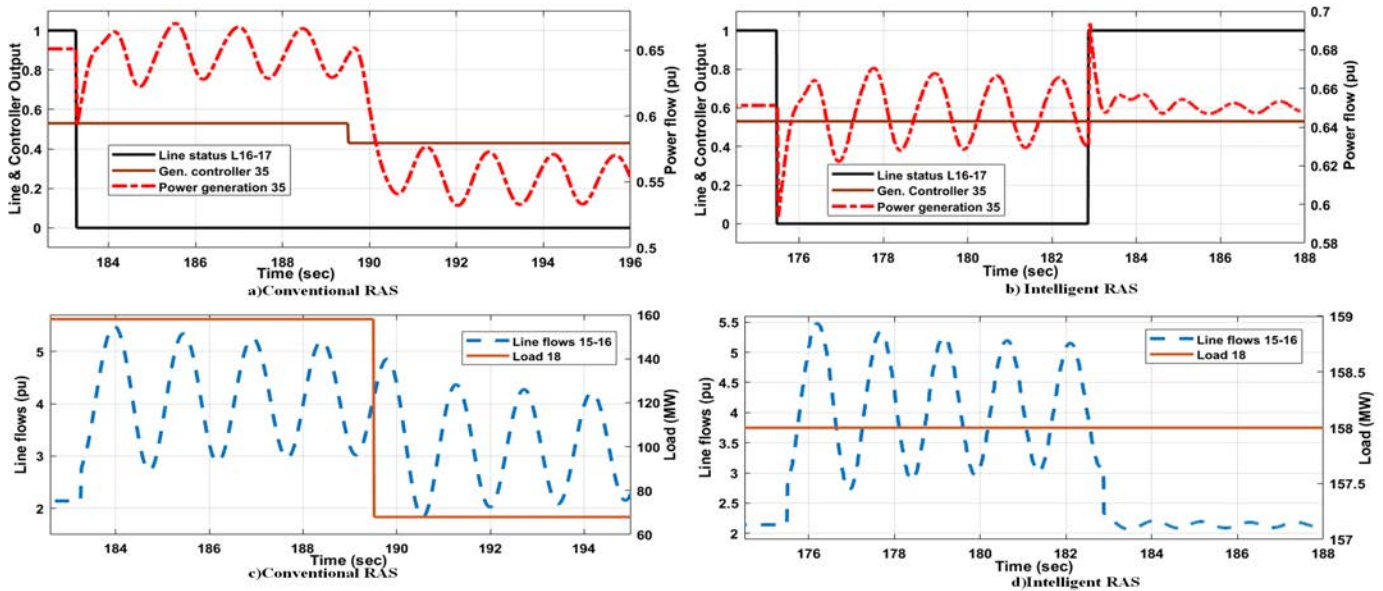 Line & Controller Output
1
0.8
0.6
0.4
0.2
0
Line status L16-17
Gen. controller 35
Power generation 35
0.65
0.6
0.55
0.5
Power flow (pu)
184 186 188 190 192 194 196
Time (sec)
a)Conventional RAS
Line & Controller Output
1
0.8
0.6
0.4
0.2
0
Line status L16-17
Gen. Controller 35
Power generation 35
0.7
0.68
0.66
0.64
0.62
0.6
0.58
Power flow (pu)
176 178 180 182 184 186 188
Time (sec)
b) Intelligent RAS
Line flows (pu)
5
4
3
2
Line flows 15-16
Load 18
160
140
120
100
80
60
Load (MW)
184 186 188 190 192 194
Time (sec)
c)Conventional RAS
Line flows (pu)
5.5
5
4.5
4
3.5
3
2.5
2
Line flows 15-16
Load 18
159
158.5
158
157.5
157
Load (MW)
176 178 180 182 184 186 188
Time (sec)
d)Intelligent RAS